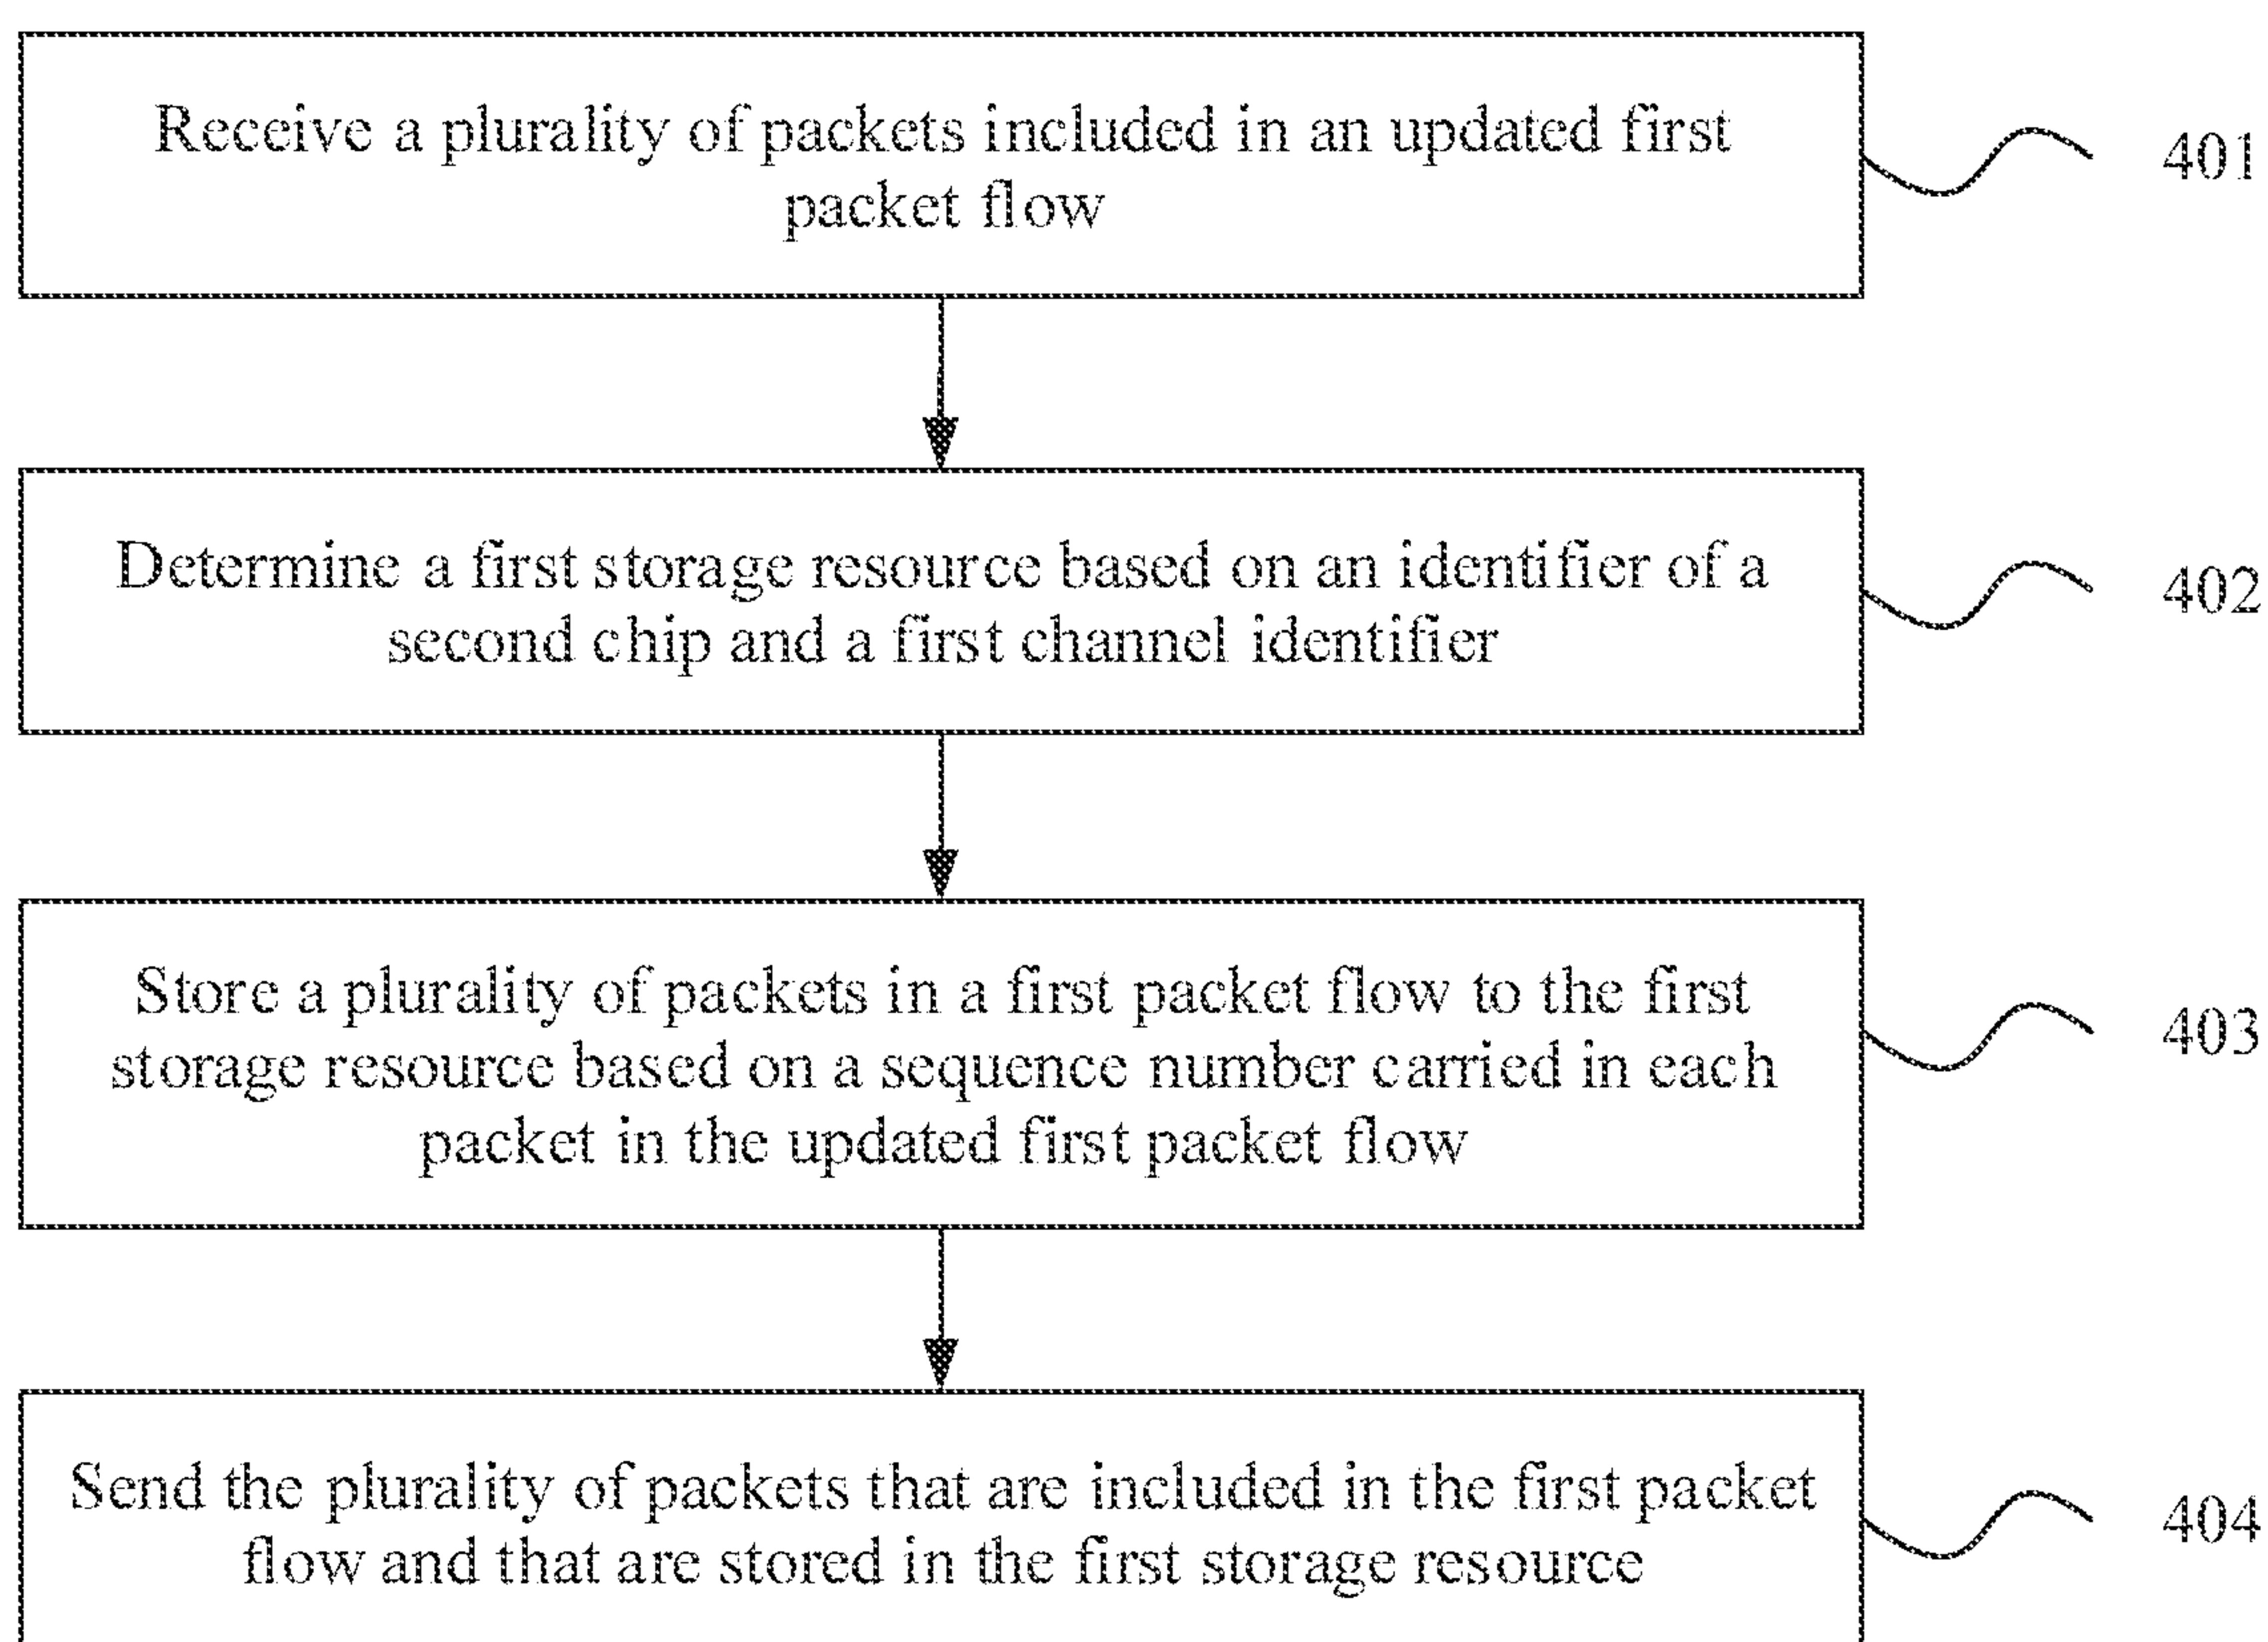 Receive a plurality of packets included in an updated first
packet flow
401
Determine a first storage resource based on an identifier of a
second chip and a first channel identifier
402
Store a plurality of packets in a first packet flow to the first
storage resource based on a sequence number carried in each
packet in the updated first packet flow
403
Send the plurality of packets that are included in the first packet
flow and that are stored in the first storage resource
404